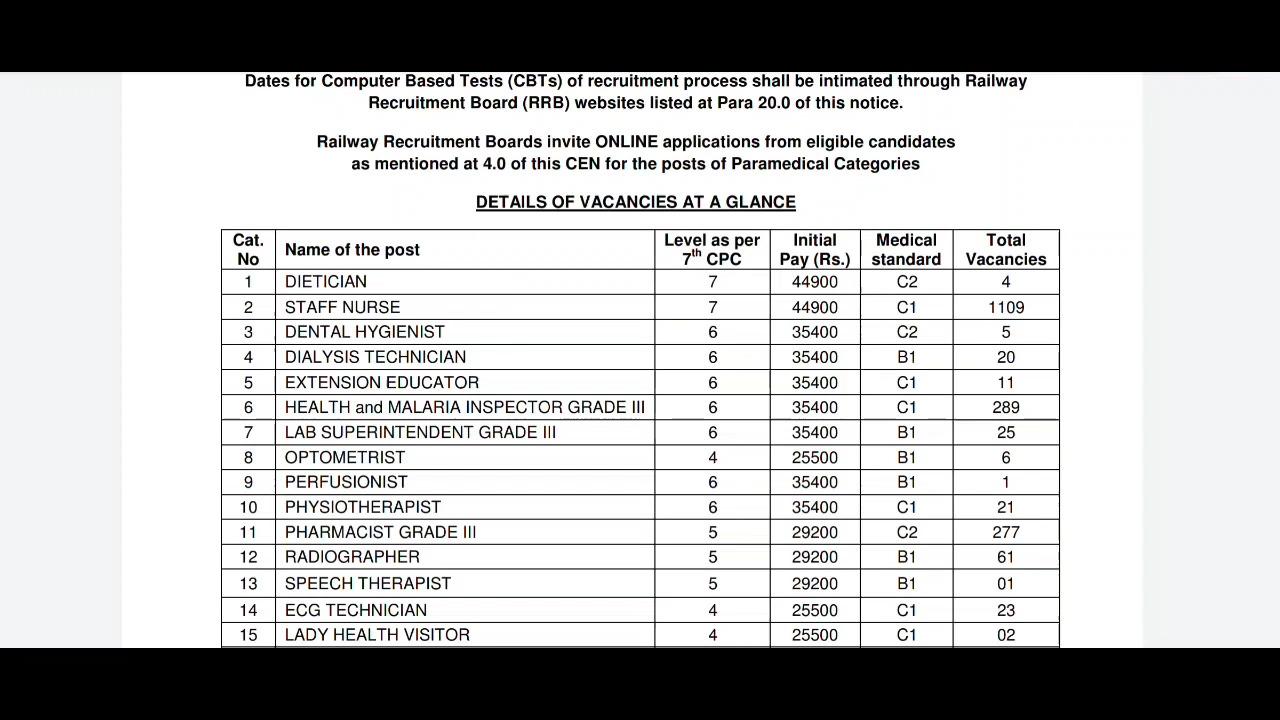 Dates for Computer Based Tests (CBTs) of recruitment process shall be intimated through Railway
Recruitment Board (RRB) websites listed at Para 20.0 of this notice.
Railway Recruitment Boards invite ONLINE applications from eligible candidates
as mentioned at 4.0 of this CEN for the posts of Paramedical Categories
DETAILS OF VACANCIES AT A GLANCE
Cat. No Name of the post Level as per 7th CPC Initial Pay (Rs.) Medical standard Total Vacancies
1 DIETICIAN 7 44900 C2 4
2 STAFF NURSE 7 44900 C1 1109
3 DENTAL HYGIENIST 6 35400 C2 5
4 DIALYSIS TECHNICIAN 6 35400 B1 20
5 EXTENSION EDUCATOR 6 35400 C1 11
6 HEALTH and MALARIA INSPECTOR GRADE III 6 35400 C1 289
7 LAB SUPERINTENDENT GRADE III 6 35400 B1 25
8 OPTOMETRIST 4 25500 B1 6
9 PERFUSIONIST 6 35400 B1 1
10 PHYSIOTHERAPIST 6 35400 C1 21
11 PHARMACIST GRADE III 5 29200 C2 277
12 RADIOGRAPHER 5 29200 B1 61
13 SPEECH THERAPIST 5 29200 B1 01
14 ECG TECHNICIAN 4 25500 C1 23
15 LADY HEALTH VISITOR 4 25500 C1 02